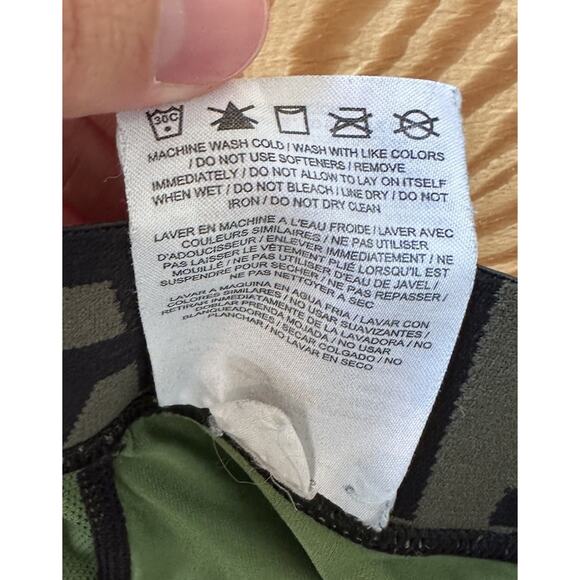 30C
MACHINE WASH COLD / WASH WITH LIKE COLORS
/ DO NOT USE SOFTENERS / REMOVE
IMMEDIATELY / DO NOT ALLOW TO LAY ON ITSELF
WHEN WET / DO NOT BLEACH / LINE DRY / DO NOT
IRON / DO NOT DRY CLEAN
LAVER EN MACHINE A L'EAU FROIDE / LAVER AVEC
COULEURS SIMILAIRES / NE PAS UTILISER
D'ADOUCISSEUR / ENLEVER IMMEDIATEMENT / NE
PAS LAISSER LE VÊTEMENT PLIÉ LORSQU'IL EST
MOUILLÉ / NE PAS UTILISER D'EAU DE JAVEL /
SUSPENDRE POUR SECHER / NE PAS REPASSER /
NE PAS NETTOYER A SEC
LAVAR A MAQUINA EN AGUA FRIA / LAVAR CON
COLORES SIMILARES / NO USAR SUAVIZANTES /
RETIRAR INMEDIATAMENTE DE LA LAVADORA / NO
DOBLAR PRENDA MOJADA / NO USAR
BLANQUEADORES / SECAR COLGADO / NO
PLANCHAR / NO LAVAR EN SECO